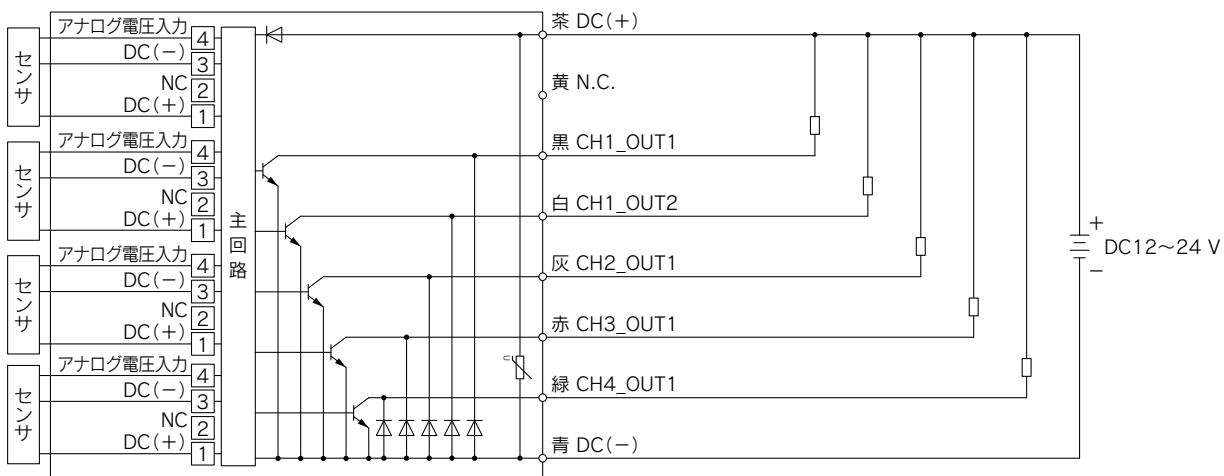 センサ
アナログ電圧入力 4
DC(−) 3
NC 2
DC(+) 1
センサ
アナログ電圧入力 4
DC(−) 3
NC 2
DC(+) 1
センサ
アナログ電圧入力 4
DC(−) 3
NC 2
DC(+) 1
センサ
アナログ電圧入力 4
DC(−) 3
NC 2
DC(+) 1
主回路
茶 DC(+)
黄 N.C.
黒 CH1_OUT1
白 CH1_OUT2
灰 CH2_OUT1
赤 CH3_OUT1
緑 CH4_OUT1
青 DC(−)
+
DC12～24 V
−